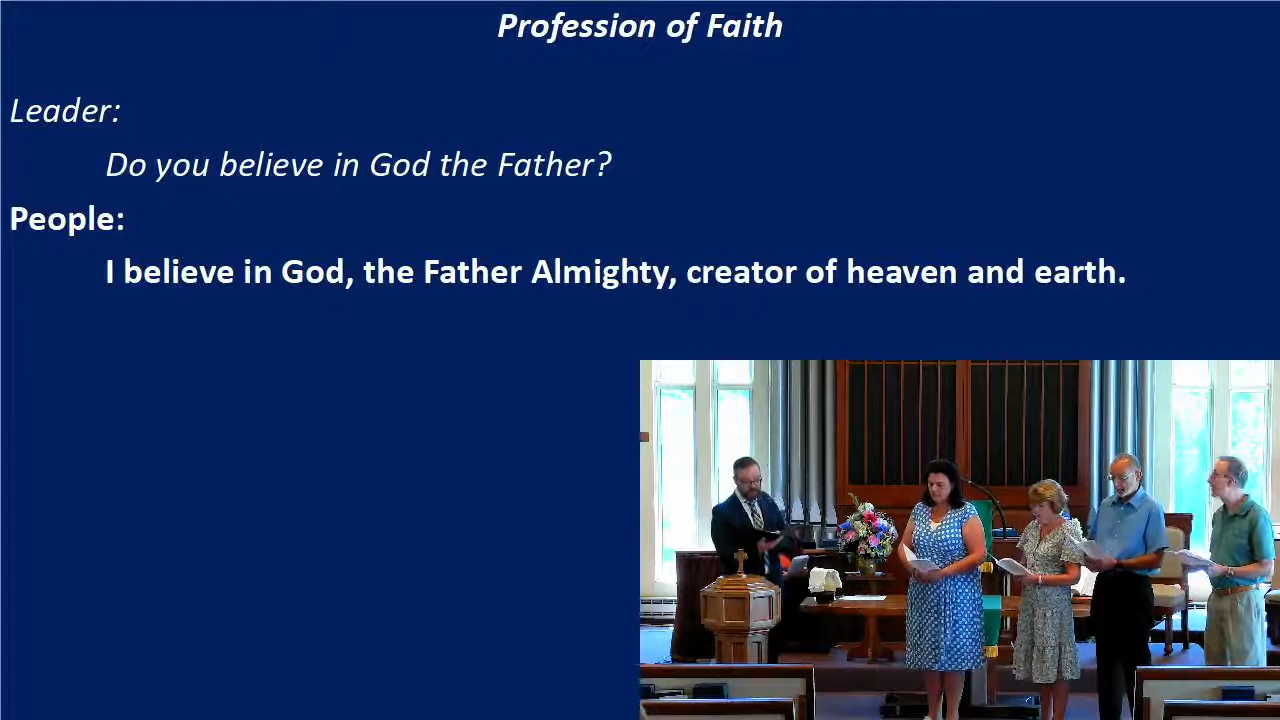 Profession of Faith
Leader:
Do you believe in God the Father?
People:
I believe in God, the Father Almighty, creator of heaven and earth.